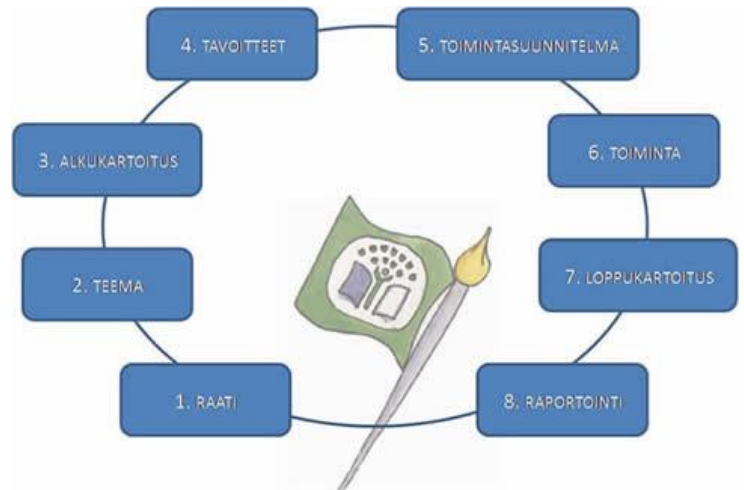 1. RAATI
2. TEEMA
3. ALKUKARTOITUS
4. TAVOITTEET
5. TOIMINTASUUNNITELMA
6. TOIMINTA
7. LOPPUKARTOITUS
8. RAPORTOINTI